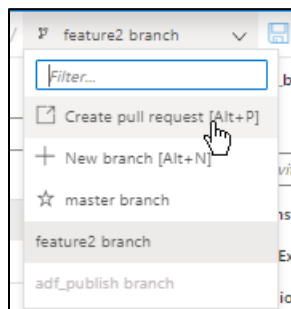 feature2 branch
Filter...
Create pull request [Alt+P]
New branch [Alt+N]
master branch
feature2 branch
adf_publish branch